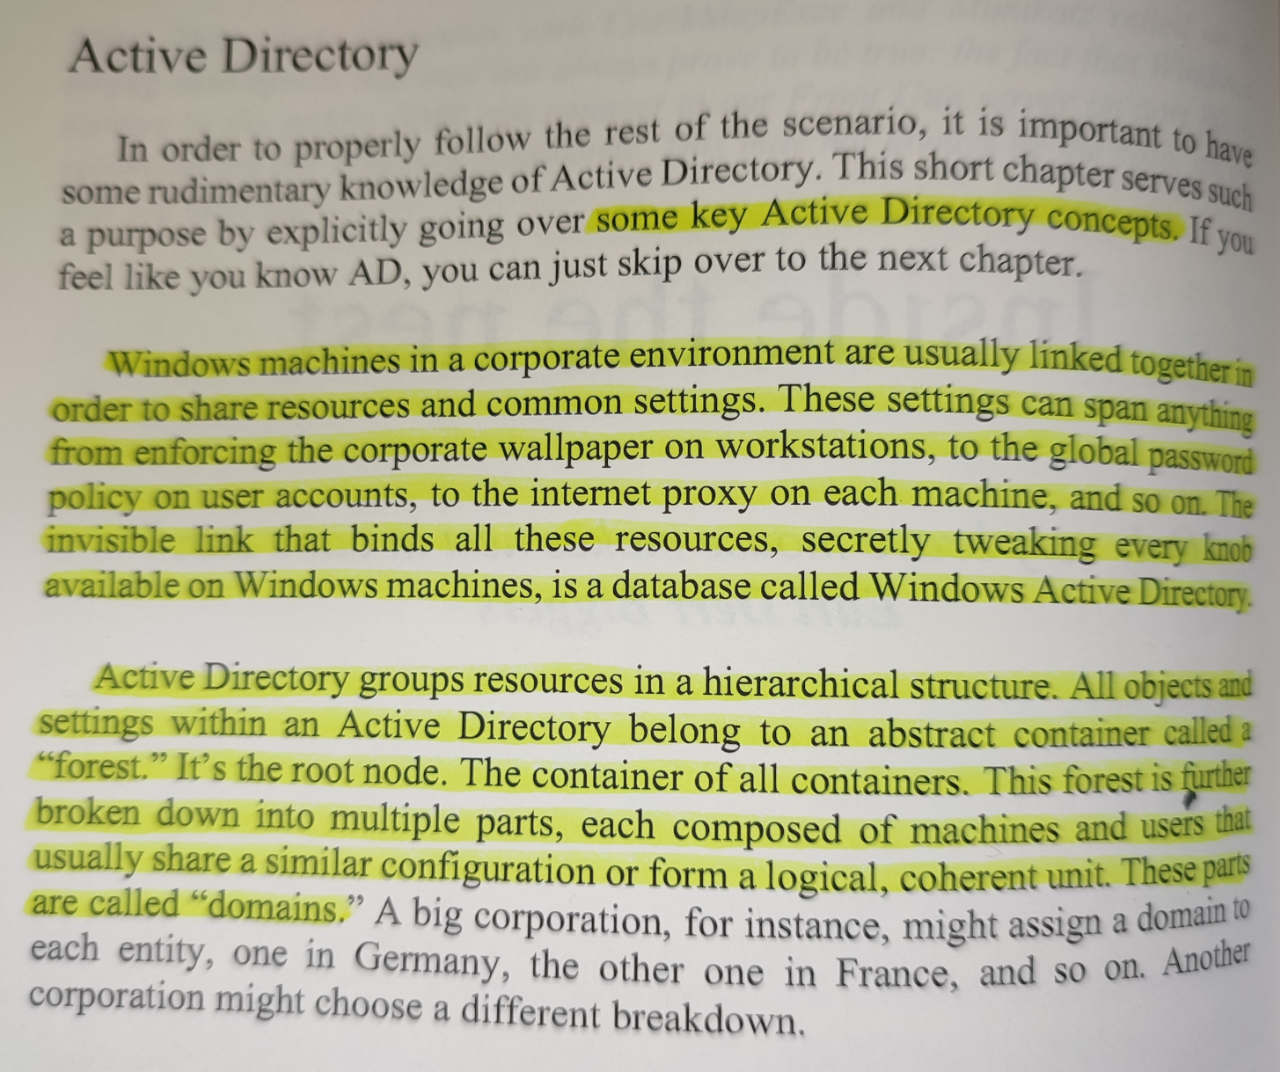 Active Directory
In order to properly follow the rest of the scenario, it is important to have
some rudimentary knowledge of Active Directory. This short chapter serves such
a purpose by explicitly going over some key Active Directory concepts. If you
feel like you know AD, you can just skip over to the next chapter.
Windows machines in a corporate environment are usually linked together in
order to share resources and common settings. These settings can span anything
from enforcing the corporate wallpaper on workstations, to the global password
policy on user accounts, to the internet proxy on each machine, and so on. The
invisible link that binds all these resources, secretly tweaking every knob
available on Windows machines, is a database called Windows Active Directory.
Active Directory groups resources in a hierarchical structure. All objects and
settings within an Active Directory belong to an abstract container called a
“forest.” It’s the root node. The container of all containers. This forest is further
broken down into multiple parts, each composed of machines and users that
usually share a similar configuration or form a logical, coherent unit. These parts
are called “domains.” A big corporation, for instance, might assign a domain to
each entity, one in Germany, the other one in France, and so on. Another
corporation might choose a different breakdown.